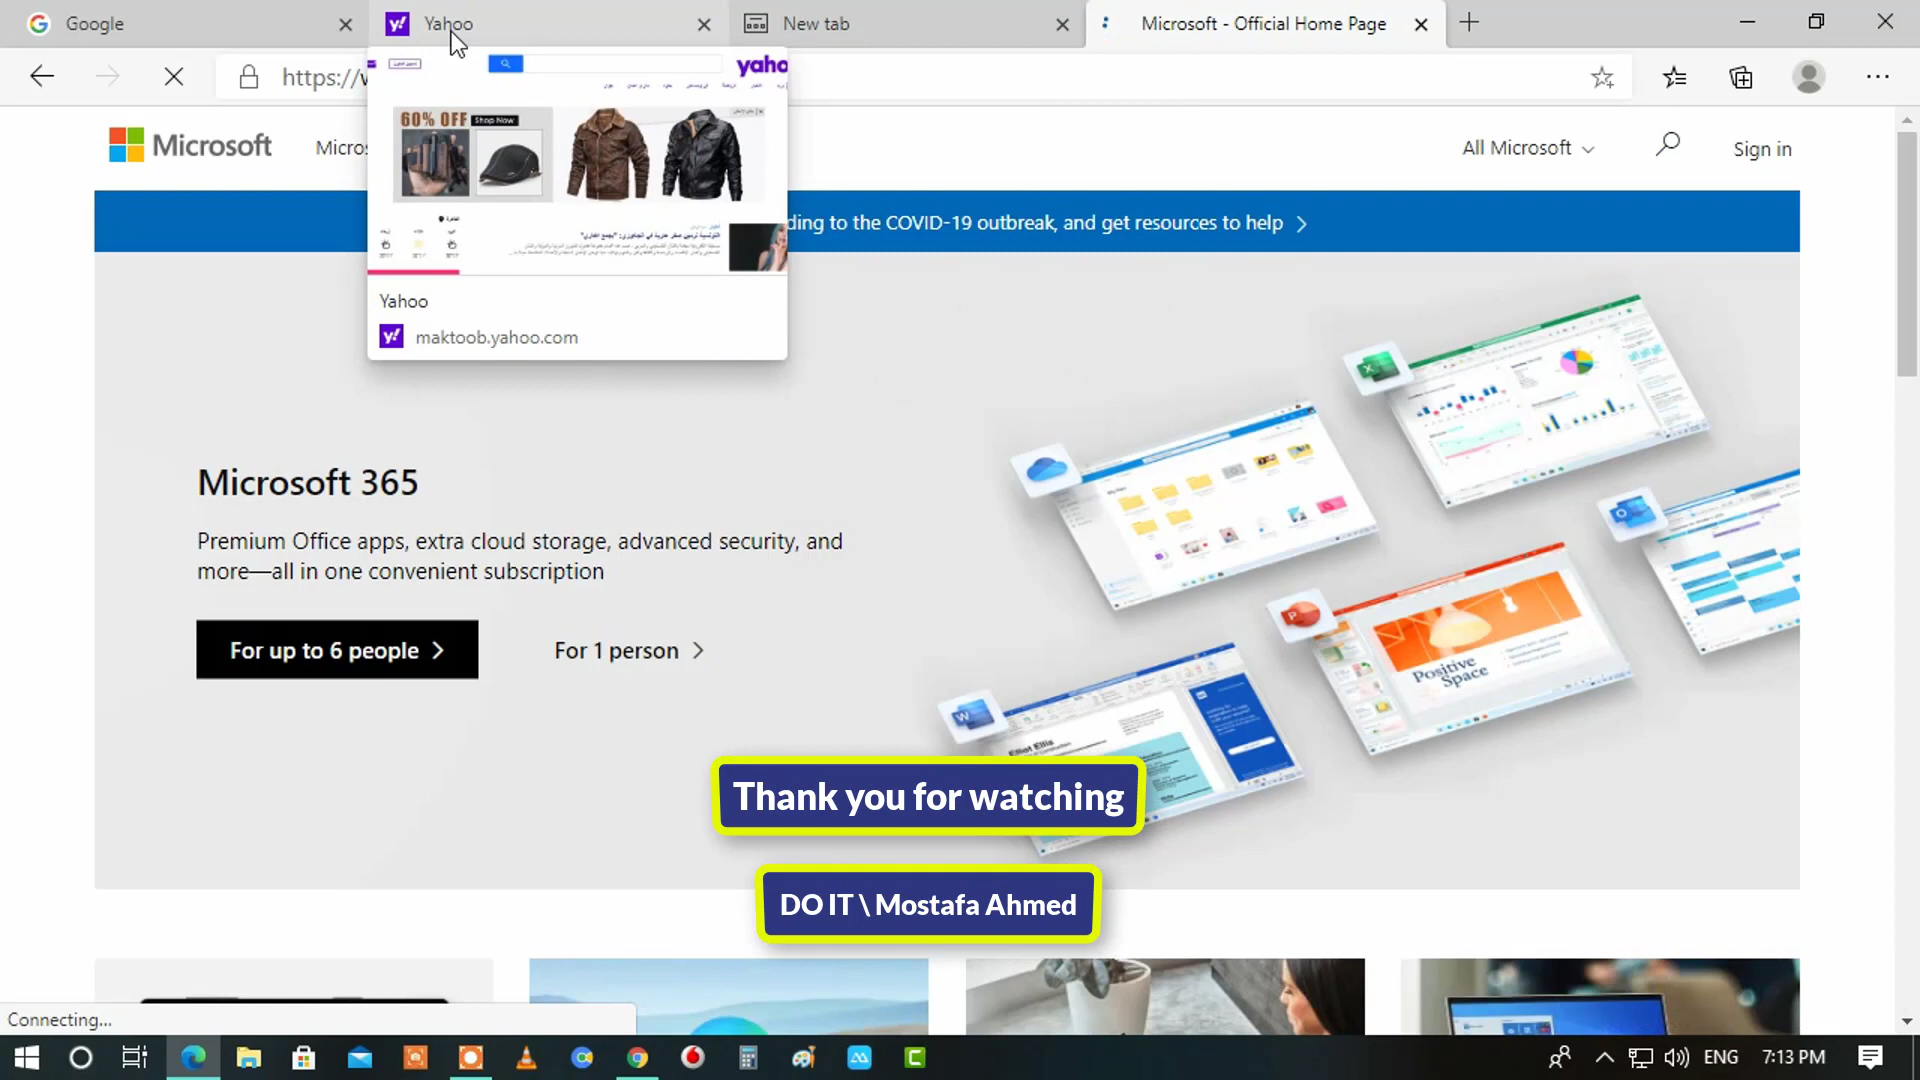 Google
Yahoo
New tab
Microsoft - Official Home Page
https://w
yaho
60% OFF Shop Now
Yahoo
maktoob.yahoo.com
Microsoft
Micros
All Microsoft
Sign in
ding to the COVID-19 outbreak, and get resources to help
Microsoft 365
Premium Office apps, extra cloud storage, advanced security, and
more—all in one convenient subscription
For up to 6 people
For 1 person
Positive
Space
Elliot Ellis
Thank you for watching
DO IT \ Mostafa Ahmed
Connecting...
ENG
7:13 PM